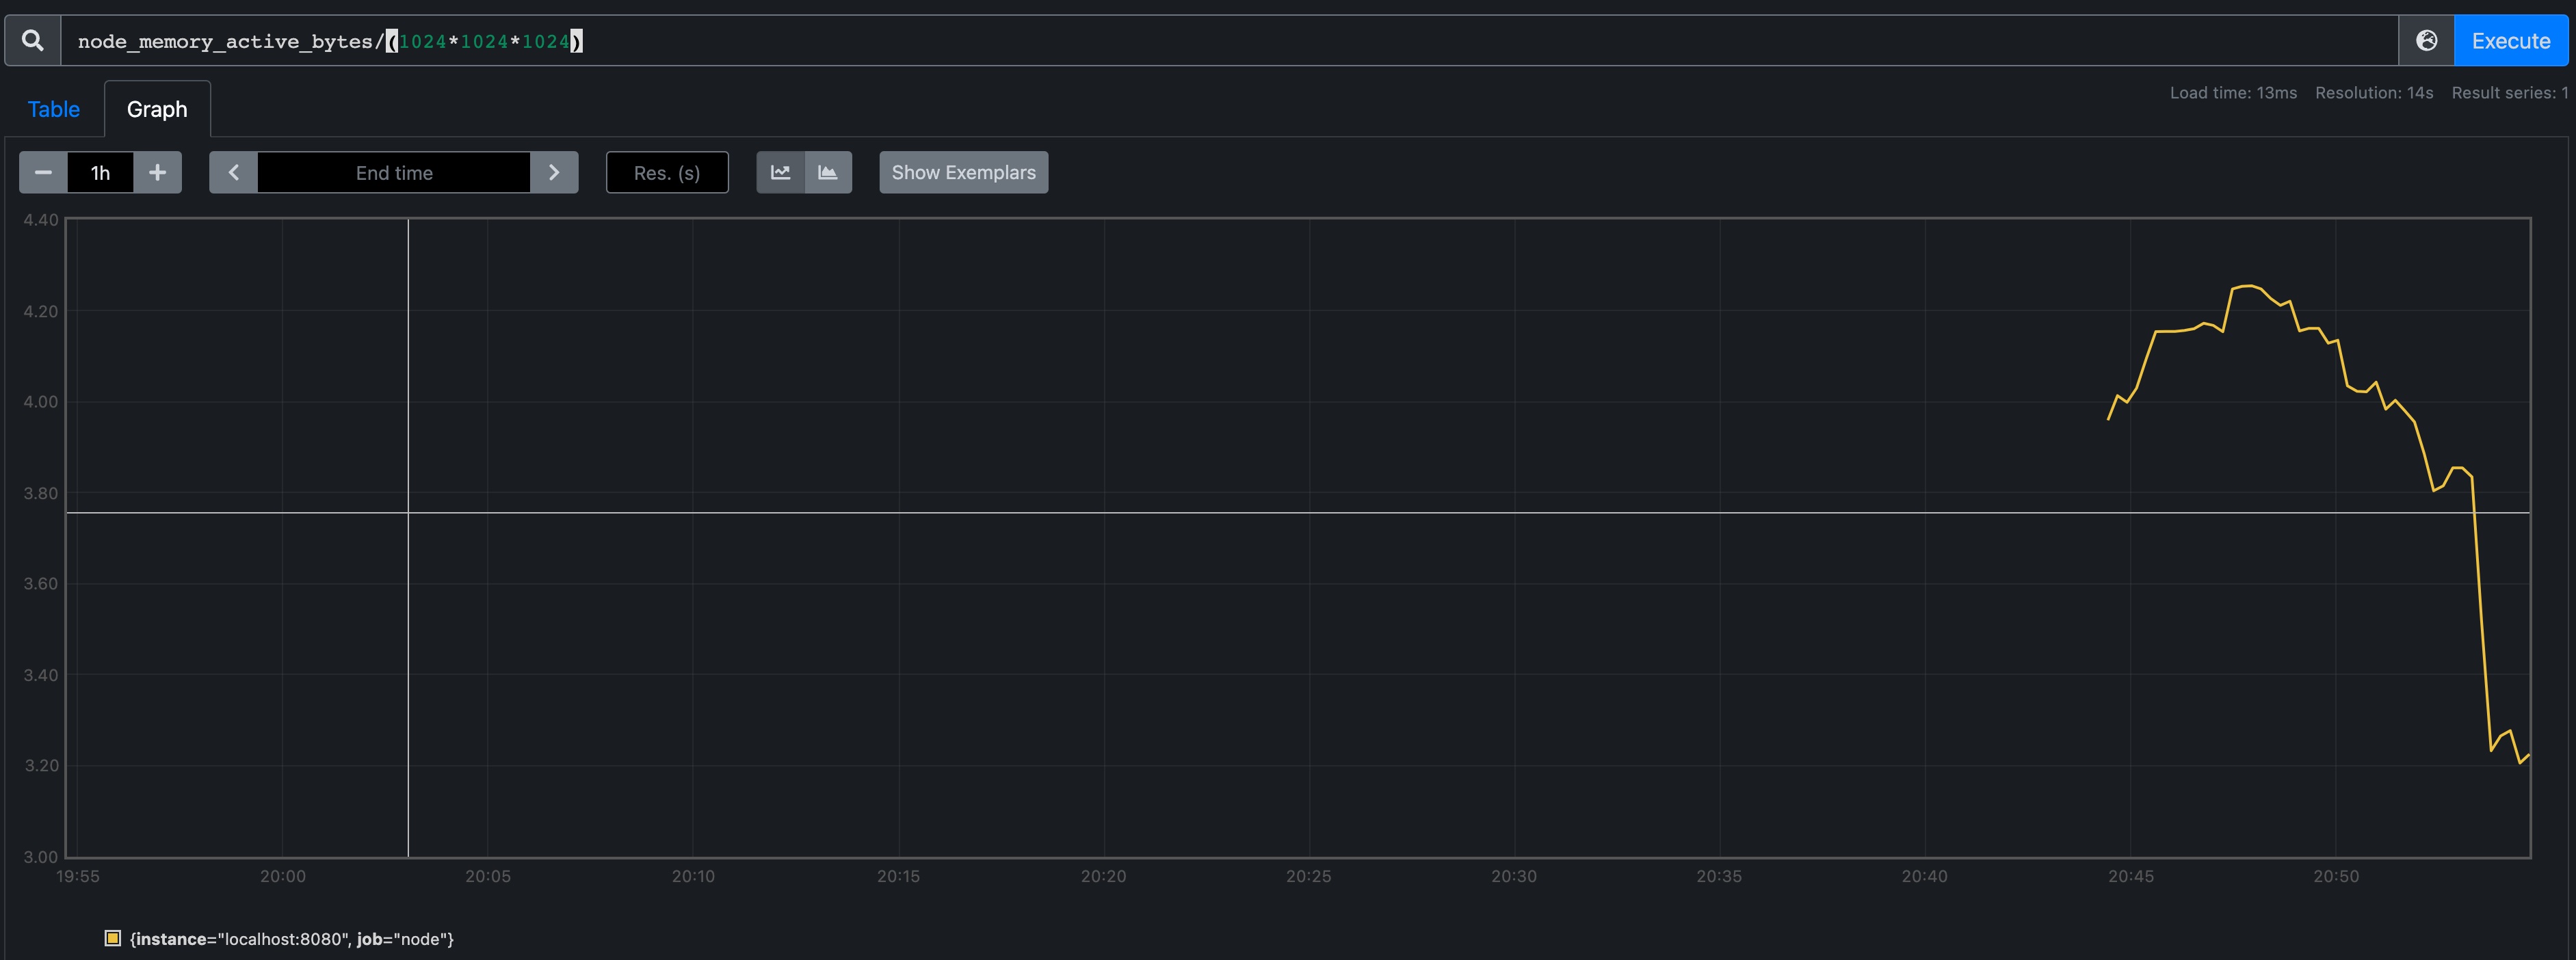 node_memory_active_bytes/(1024*1024*1024)
Execute
Table
Graph
Load time: 13ms Resolution: 14s Result series: 1
1h
End time
Res. (s)
Show Exemplars
4.40
4.20
4.00
3.80
3.60
3.40
3.20
3.00
19:55 20:00 20:05 20:10 20:15 20:20 20:25 20:30 20:35 20:40 20:45 20:50
{instance="localhost:8080", job="node"}